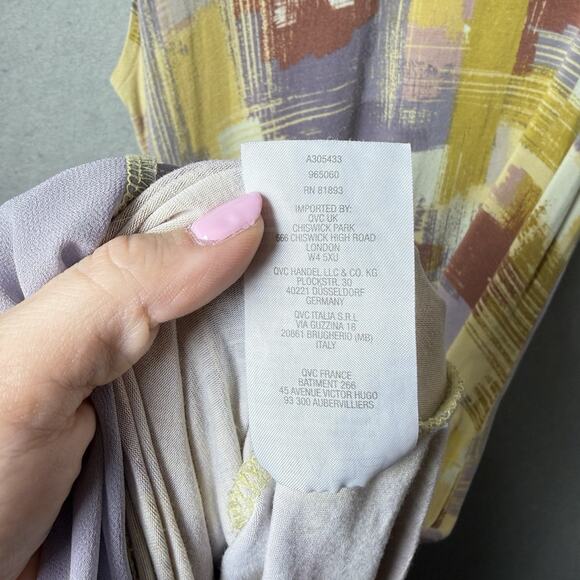 A305433
965060
RN 81893
IMPORTED BY:
QVC UK
CHISWICK PARK
566 CHISWICK HIGH ROAD
LONDON
W4 5XU
QVC HANDEL LLC & CO. KG
PLOCKSTR. 30
40221 DÜSSELDORF
GERMANY
QVC ITALIA S.R.L
VIA GUZZINA 18
20861 BRUGHERIO (MB)
ITALY
QVC FRANCE
BATIMENT 266
45 AVENUE VICTOR HUGO
93 300 AUBERVILLIERS